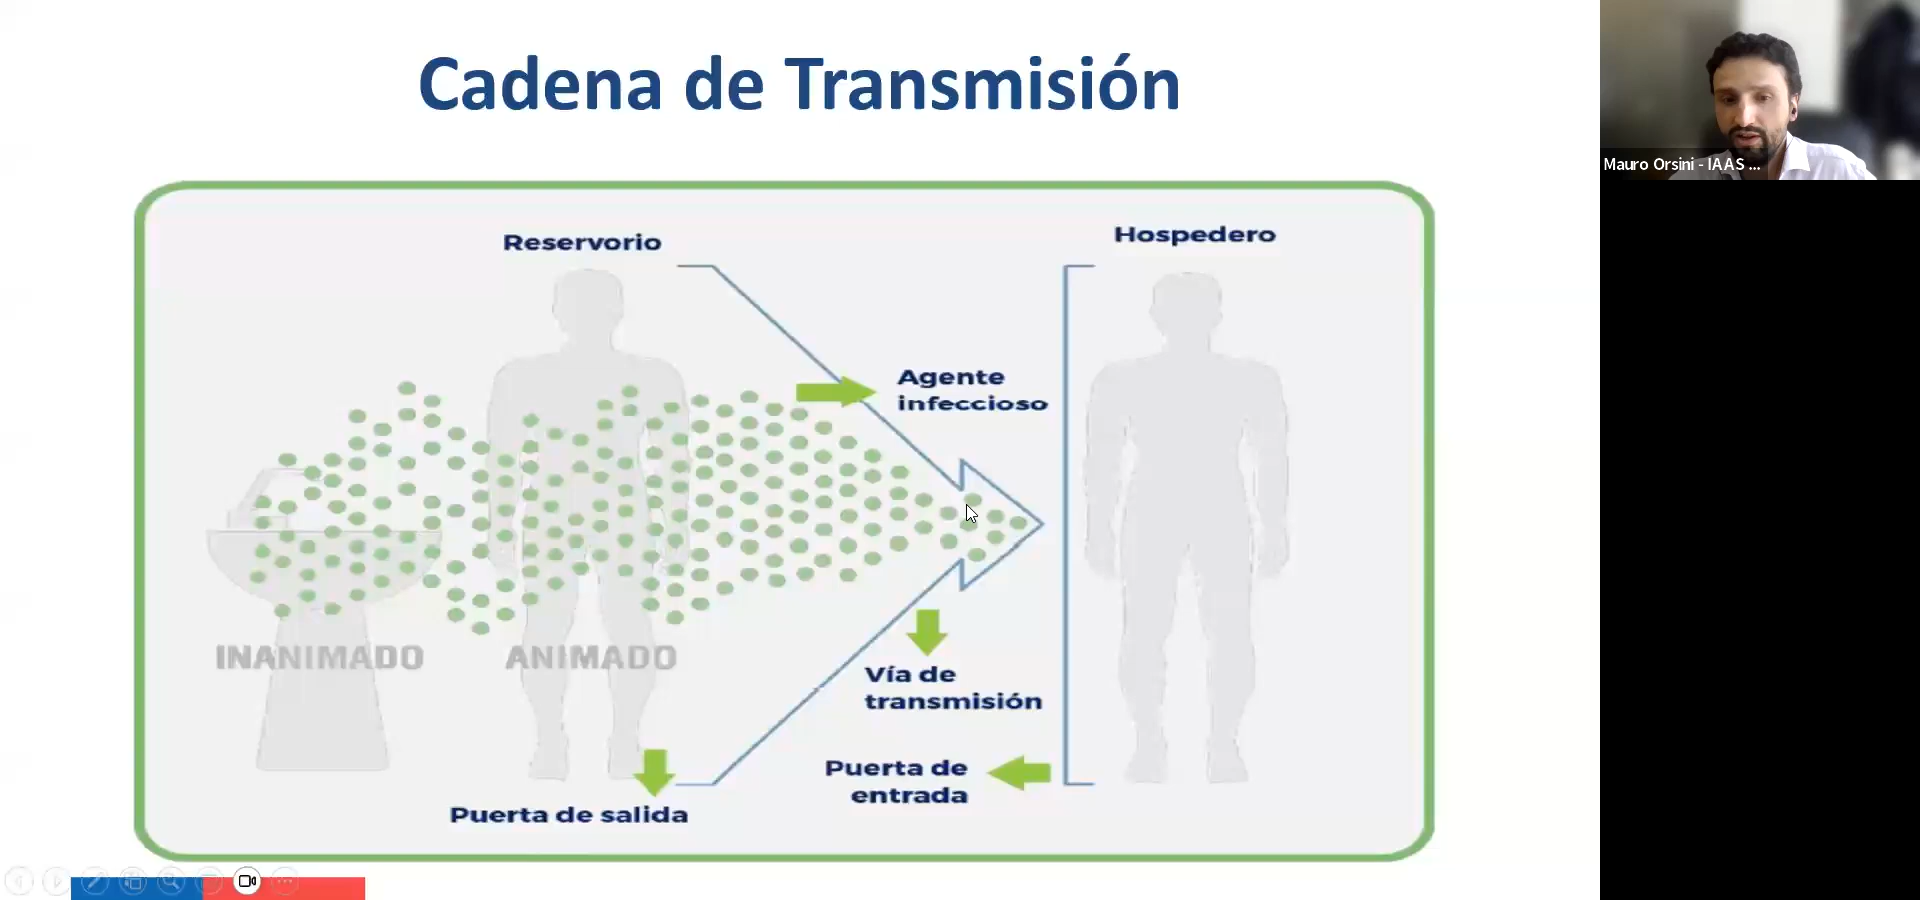 Cadena de Transmisión
Mauro Orsini - IAAS ...
Reservorio
Hospedero
Agente
infeccioso
INANIMADO
ANIMADO
Vía de
transmisión
Puerta de
entrada
Puerta de salida